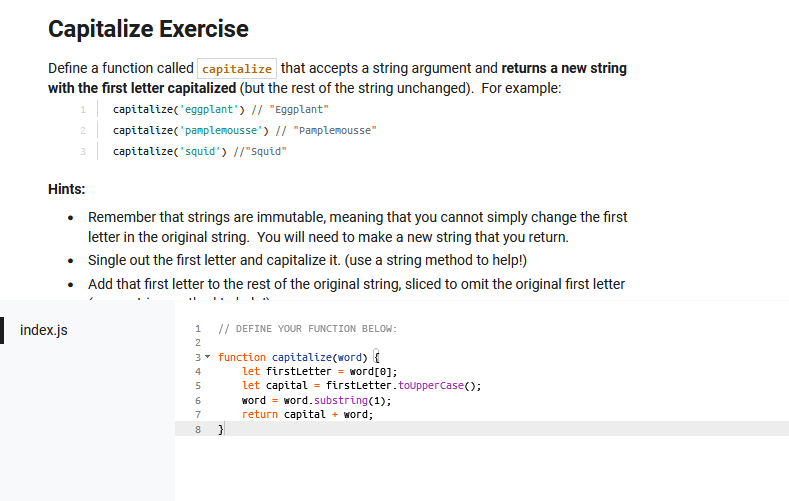 Capitalize Exercise
Define a function called capitalize that accepts a string argument and returns a new string
with the first letter capitalized (but the rest of the string unchanged).  For example:
1 capitalize('eggplant') // "Eggplant"
2 capitalize('pamplemousse') // "Pamplemousse"
3 capitalize('squid') //"Squid"
Hints:
• Remember that strings are immutable, meaning that you cannot simply change the first
letter in the original string.  You will need to make a new string that you return.
• Single out the first letter and capitalize it. (use a string method to help!)
• Add that first letter to the rest of the original string, sliced to omit the original first letter
index.js
1 // DEFINE YOUR FUNCTION BELOW:
2
3 function capitalize(word) {
4 let firstLetter = word[0];
5 let capital = firstLetter.toUpperCase();
6 word = word.substring(1);
7 return capital + word;
8 }